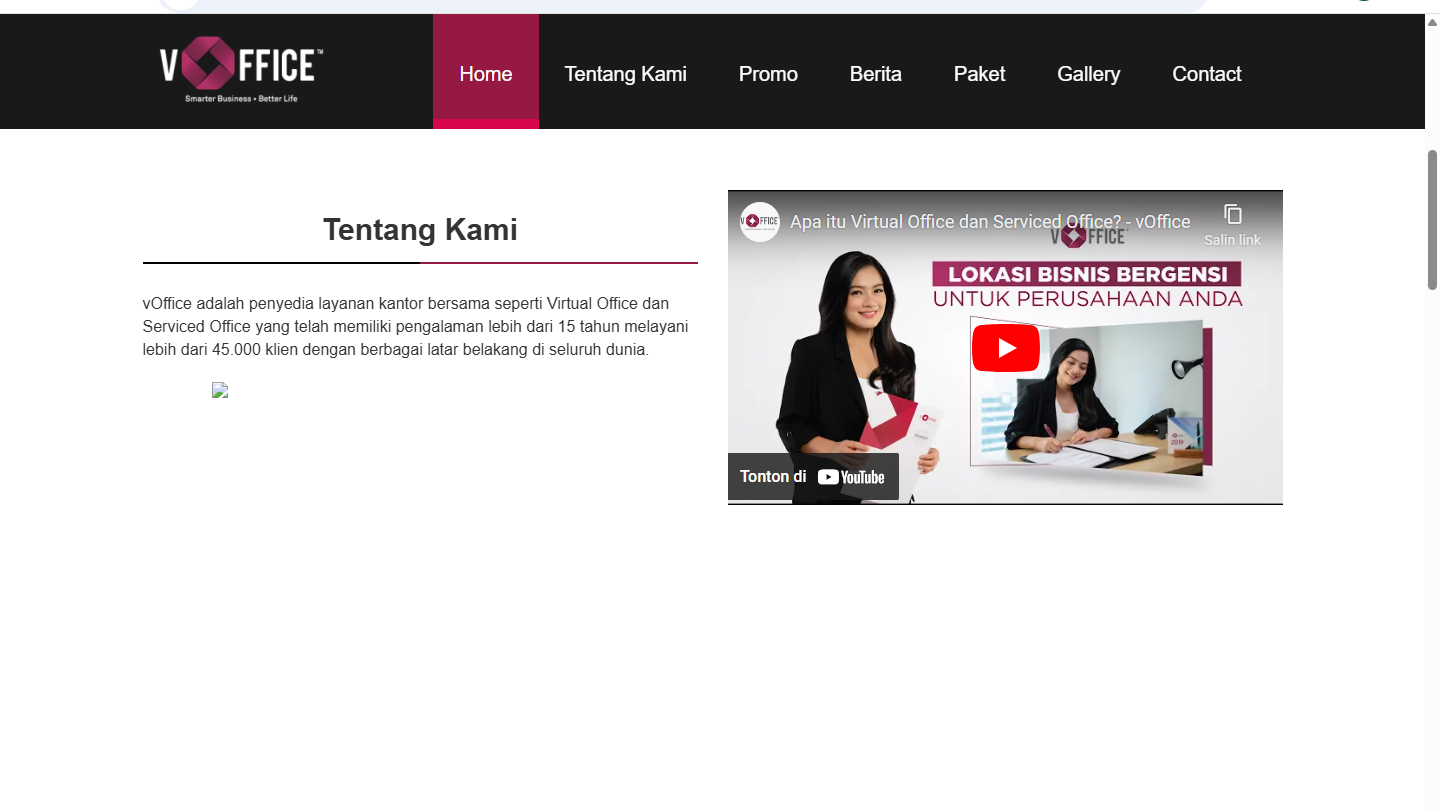 VOFFICE™
Smarter Business • Better Life
Home
Tentang Kami
Promo
Berita
Paket
Gallery
Contact
Tentang Kami
vOffice adalah penyedia layanan kantor bersama seperti Virtual Office dan
Serviced Office yang telah memiliki pengalaman lebih dari 15 tahun melayani
lebih dari 45.000 klien dengan berbagai latar belakang di seluruh dunia.
VOFFICE
Apa itu Virtual Office dan Serviced Office? - vOffice
Salin link
VOFFICE
LOKASI BISNIS BERGENSI
UNTUK PERUSAHAAN ANDA
2019
Tonton di YouTube